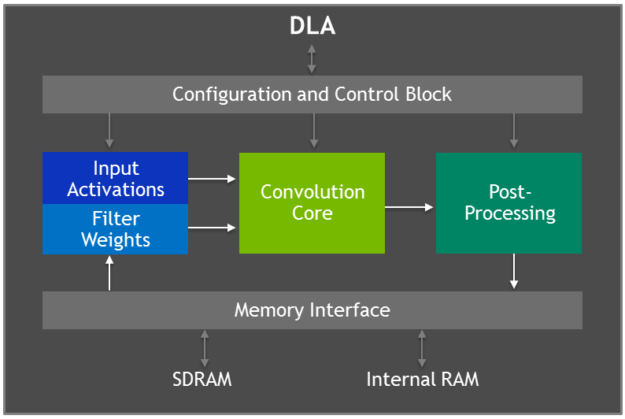 DLA
Configuration and Control Block
Input
Activations
Filter
Weights
Convolution
Core
Post-
Processing
Memory Interface
SDRAM
Internal RAM